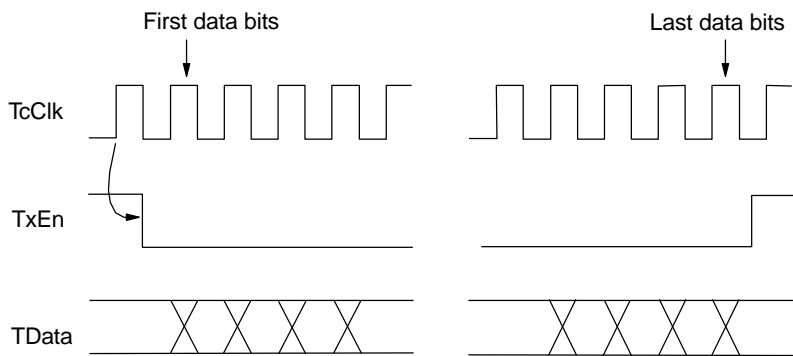 First data bits
Last data bits
TcClk
TxEn
TData